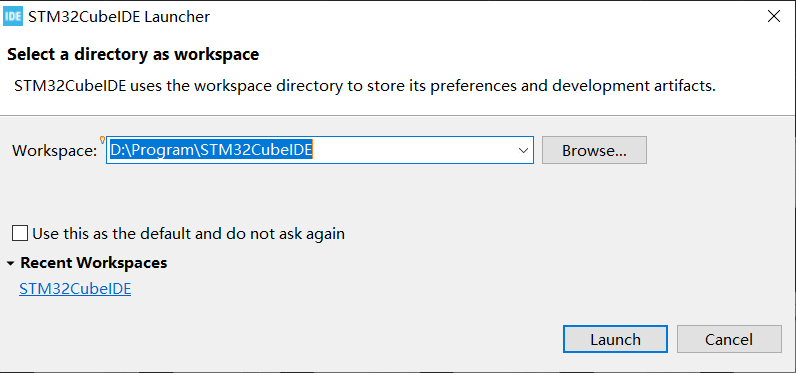 IDE STM32CubeIDE Launcher
Select a directory as workspace
STM32CubeIDE uses the workspace directory to store its preferences and development artifacts.
Workspace: D:\Program\STM32CubeIDE Browse...
Use this as the default and do not ask again
Recent Workspaces
STM32CubeIDE
Launch Cancel